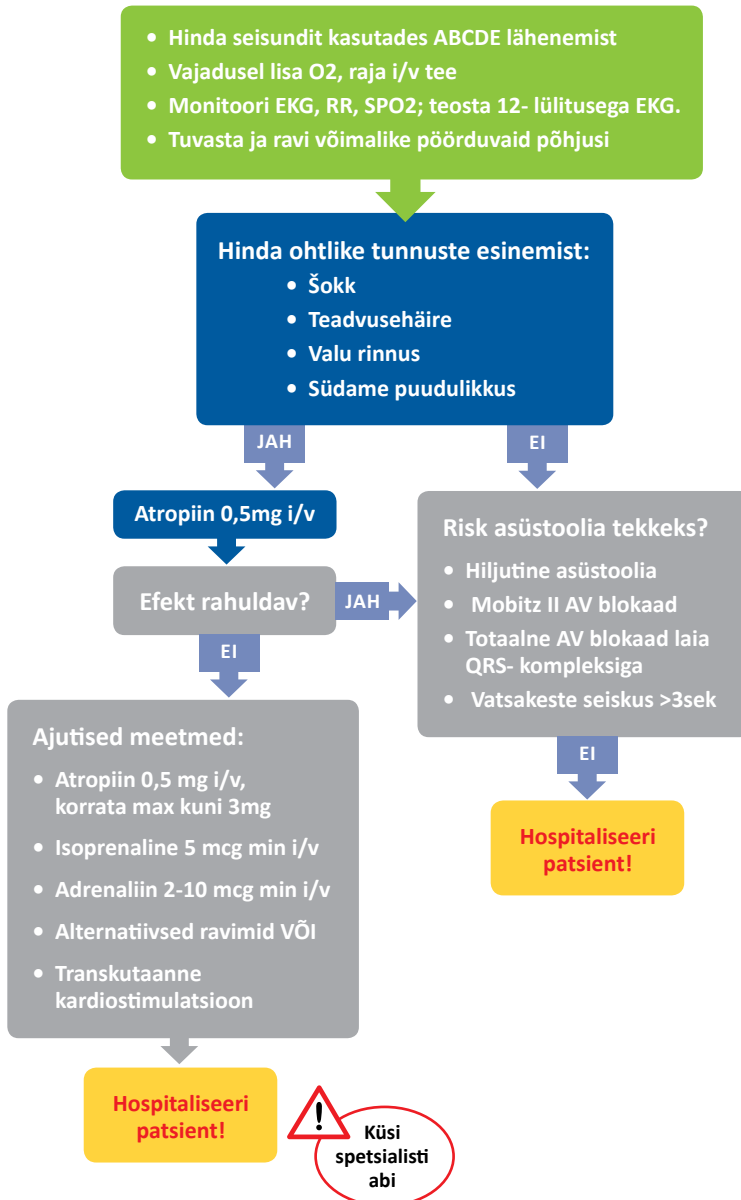 • Hinda seisundit kasutades ABCDE lähenemist
• Vajadusel lisa O2, raja i/v tee
• Monitoori EKG, RR, SPO2; teosta 12- lülitusega EKG.
• Tuvasta ja ravi võimalike pöörduvaid põhjusi
Hinda ohtlike tunnuste esinemist:
• Šokk
• Teadvusehäire
• Valu rinnus
• Südame puudulikkus
JAH
EI
Atropiin 0,5mg i/v
Efekt rahuldav?
JAH
EI
Risk asüstoolia tekkeks?
• Hiljutine asüstoolia
• Mobitz II AV blokaad
• Totaalne AV blokaad laia
QRS- kompleksiga
• Vatsakeste seiskus >3sek
EI
Hospitaliseeri
patsient!
Ajutised meetmed:
• Atropiin 0,5 mg i/v,
korrata max kuni 3mg
• Isoprenaline 5 mcg min i/v
• Adrenaliin 2-10 mcg min i/v
• Alternatiivsed ravimid VÕI
• Transkutaanne
kardiostimulatsioon
Hospitaliseeri
patsient!
!
Küsi
spetsialisti
abi